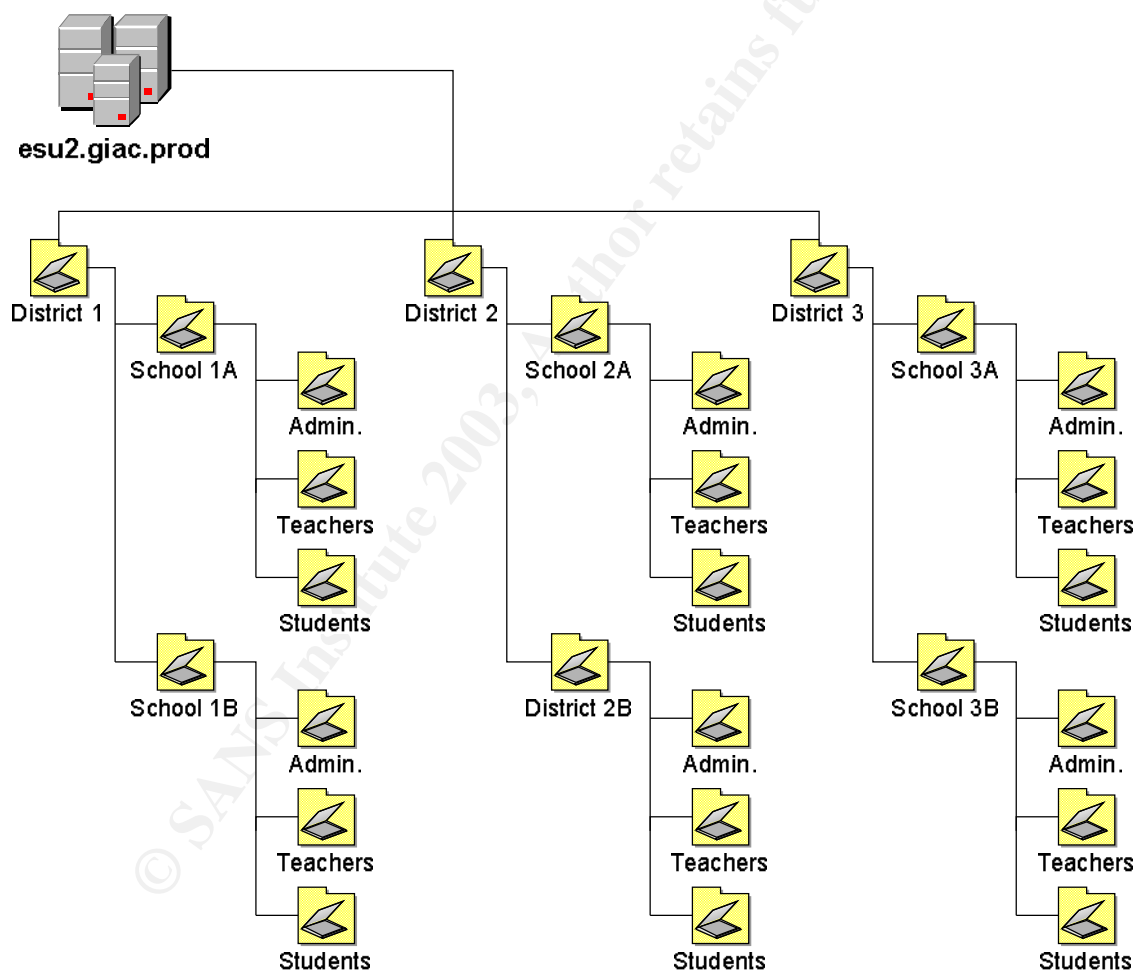 esu2.giac.prod
District 1
District 2
District 3
School 1A
School 2A
School 3A
Admin.
Admin.
Admin.
Teachers
Teachers
Teachers
Students
Students
Students
School 1B
District 2B
School 3B
Admin.
Admin.
Admin.
Teachers
Teachers
Teachers
Students
Students
Students
© SANS Institute 2003, Author retains fu